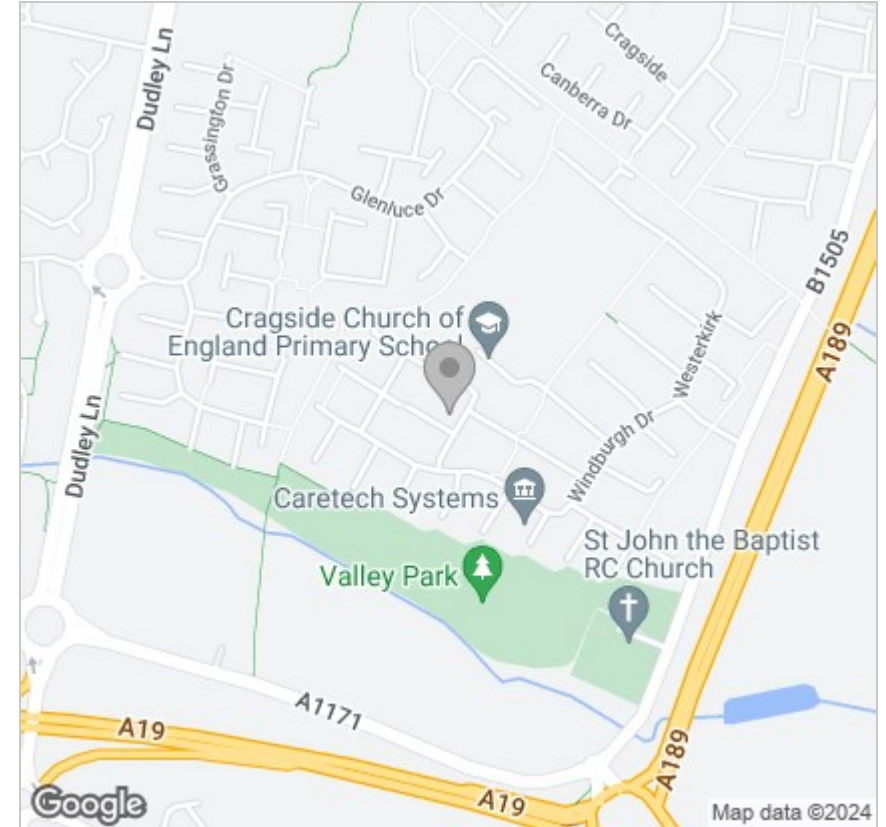 Dudley Ln
Grassington Dr
Cragside
Canberra Dr
Glenluce Dr
B1505
A189
Cragside Church of
England Primary School
Westerkirk
Windburgh Dr
Dudley Ln
Caretech Systems
St John the Baptist
RC Church
Valley Park
A1171
A19
A189
A19
Google
Map data ©2024